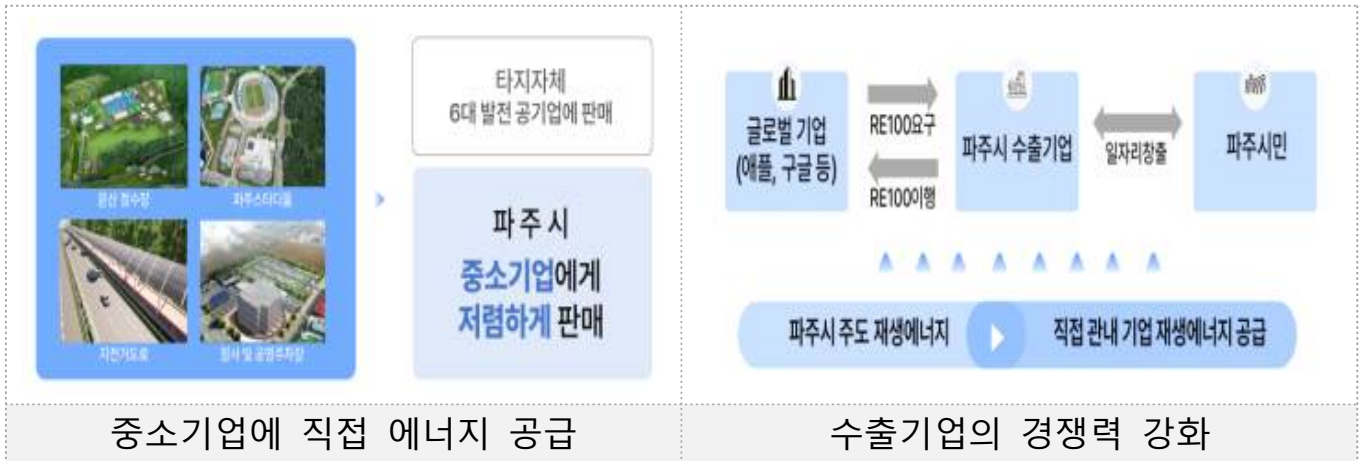 문산 정수장
파주스타디움
자전거도로
청사 및 공영주차장
타지자체
6대 발전 공기업에 판매
파주시
중소기업에게
저렴하게 판매
중소기업에 직접 에너지 공급
글로벌 기업
(애플, 구글 등)
RE100요구
RE100이행
파주시 수출기업
일자리창출
파주시민
파주시 주도 재생에너지
직접 관내 기업 재생에너지 공급
수출기업의 경쟁력 강화